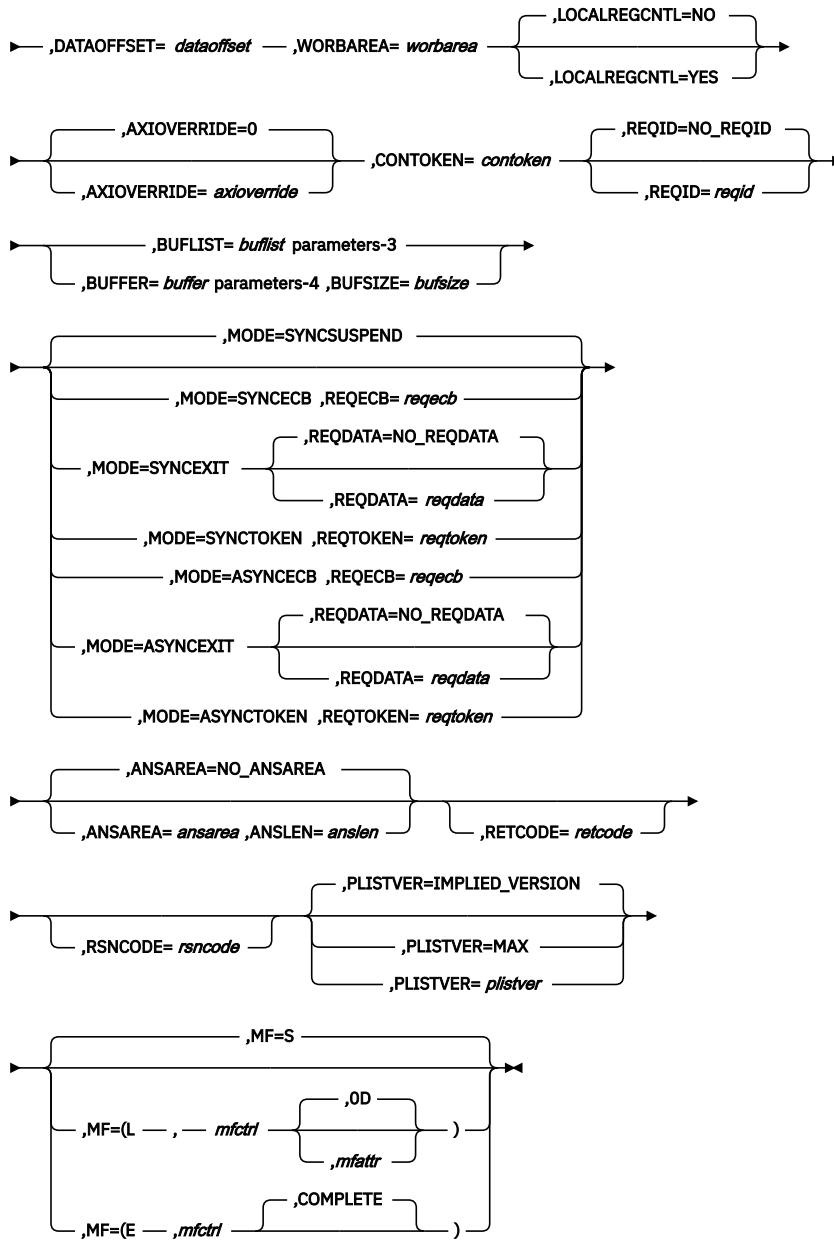 ,LOCALREGCNTL=NO
,DATAOFFSET= dataoffset ,WORBAREA= worbarea
,LOCALREGCNTL=YES
,AXIOVERRIDE=0 ,REQID=NO_REQID
,CONTOKEN= contoken
,AXIOVERRIDE= axioverride ,REQID= reqid
,BUFLIST= buflist parameters-3
,BUFFER= buffer parameters-4 ,BUFSIZE= bufsize
,MODE=SYNCSUSPEND
,MODE=SYNCECB ,REQECB= reqecb
,REQDATA=NO_REQDATA
,MODE=SYNCEXIT
,REQDATA= reqdata
,MODE=SYNCTOKEN ,REQTOKEN= reqtoken
,MODE=ASYNCECB ,REQECB= reqecb
,REQDATA=NO_REQDATA
,MODE=ASYNCEXIT
,REQDATA= reqdata
,MODE=ASYNCTOKEN ,REQTOKEN= reqtoken
,ANSAREA=NO_ANSAREA
,ANSAREA= ansarea ,ANSLEN= anslen ,RETCODE= retcode
,PLISTVER=IMPLIED_VERSION
,RSNCODE= rsncode ,PLISTVER=MAX
,PLISTVER= plistver
,MF=S
,0D
,MF=(L , mfctrl )
,mfattr
,COMPLETE
,MF=(E ,mfctrl )